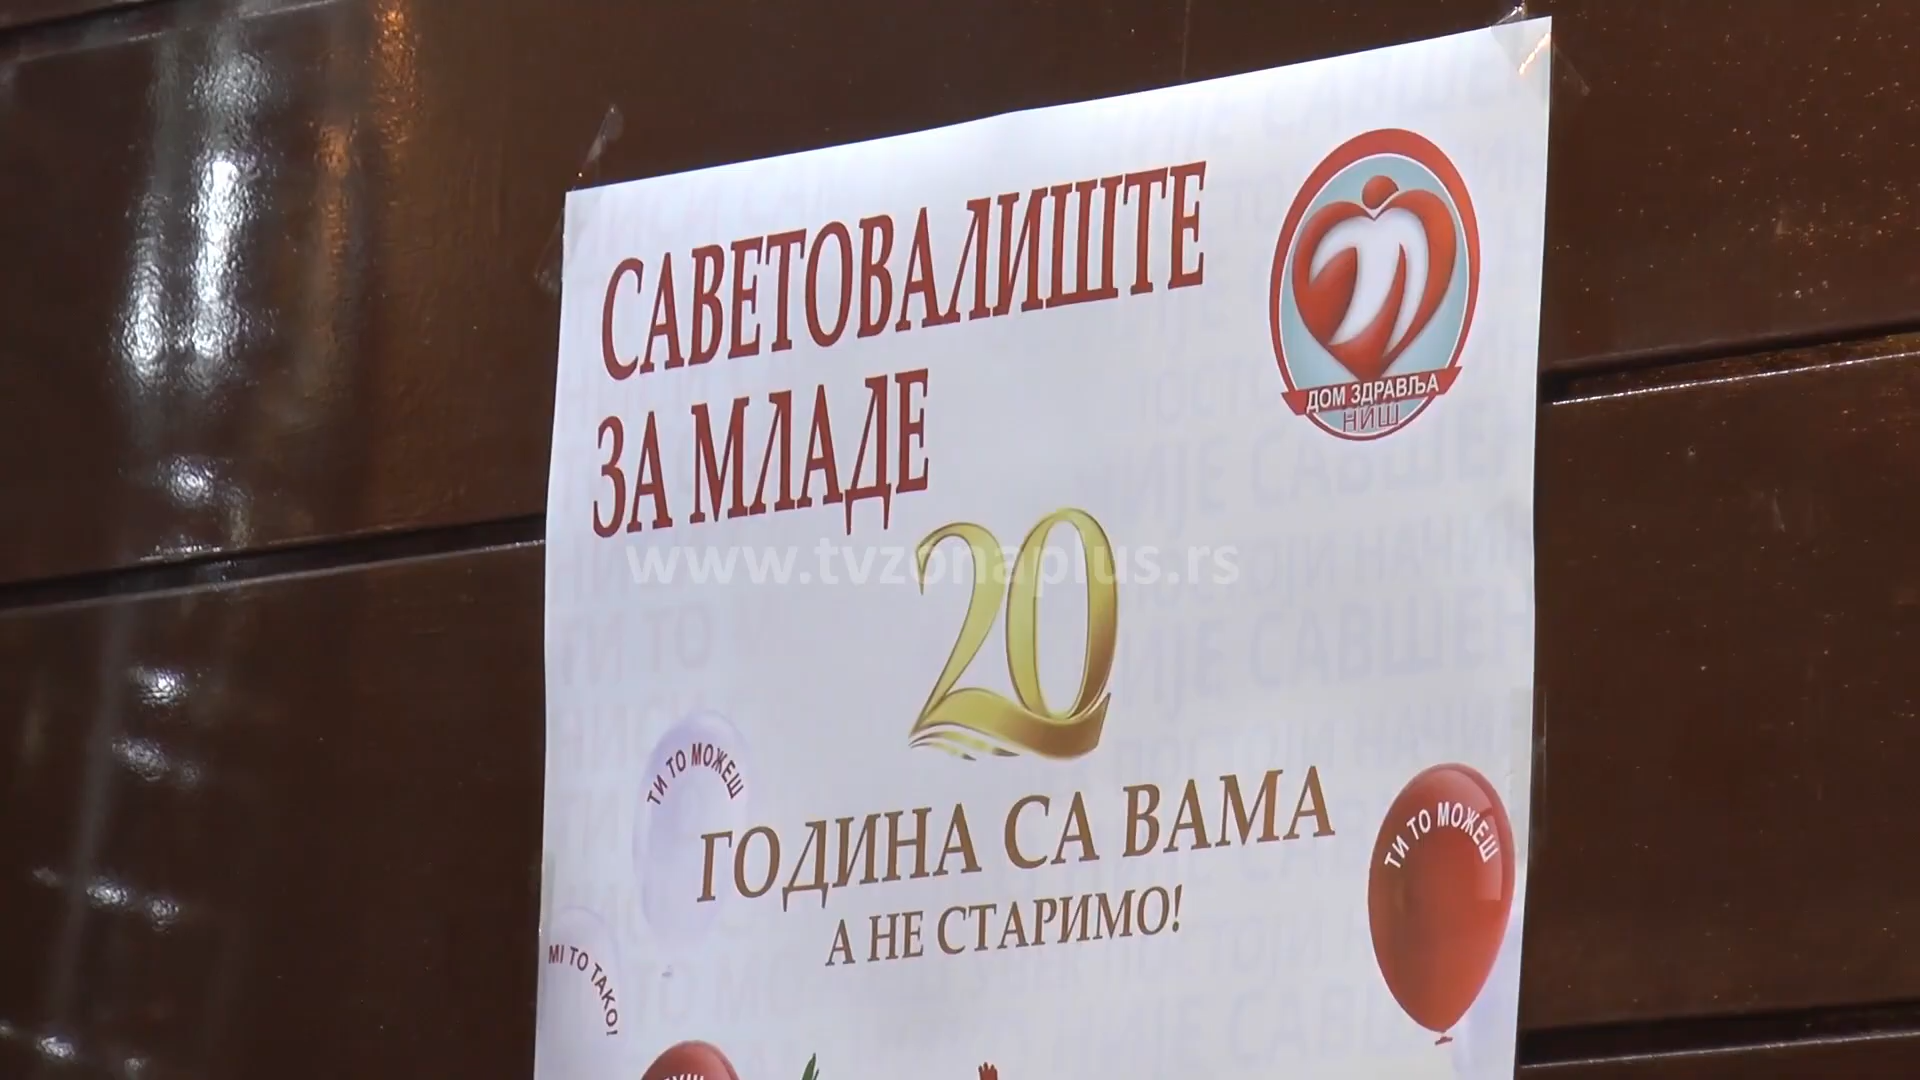 САВЕТОВАЛИШТЕ
ЗА МЛАДЕ
ДОМ ЗДРАВЉА
НИШ
www.tvzonaplus.rs
20
ТИ ТО МОЖЕШ
ГОДИНА СА ВАМА
ТИ ТО МОЖЕШ
А НЕ СТАРИМО!
МІ ТО ТАКО!